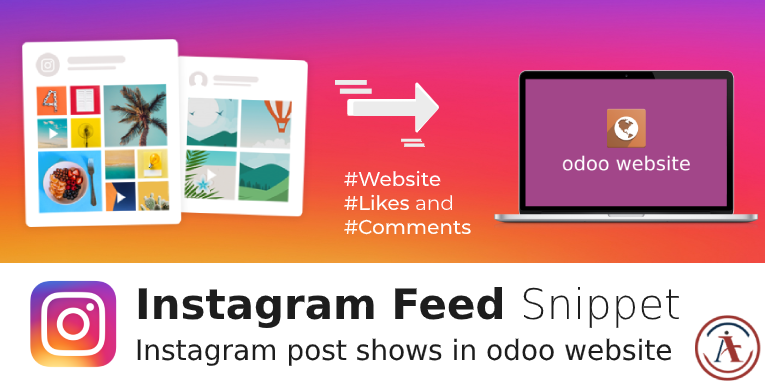 #Website
#Likes and
#Comments
odoo website
Instagram Feed Snippet
Instagram post shows in odoo website